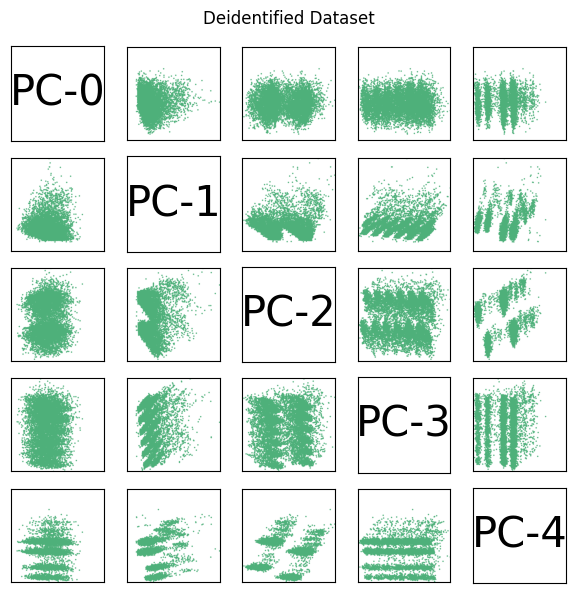 Deidentified Dataset
PC-0
PC-1
PC-2
PC-3
PC-4